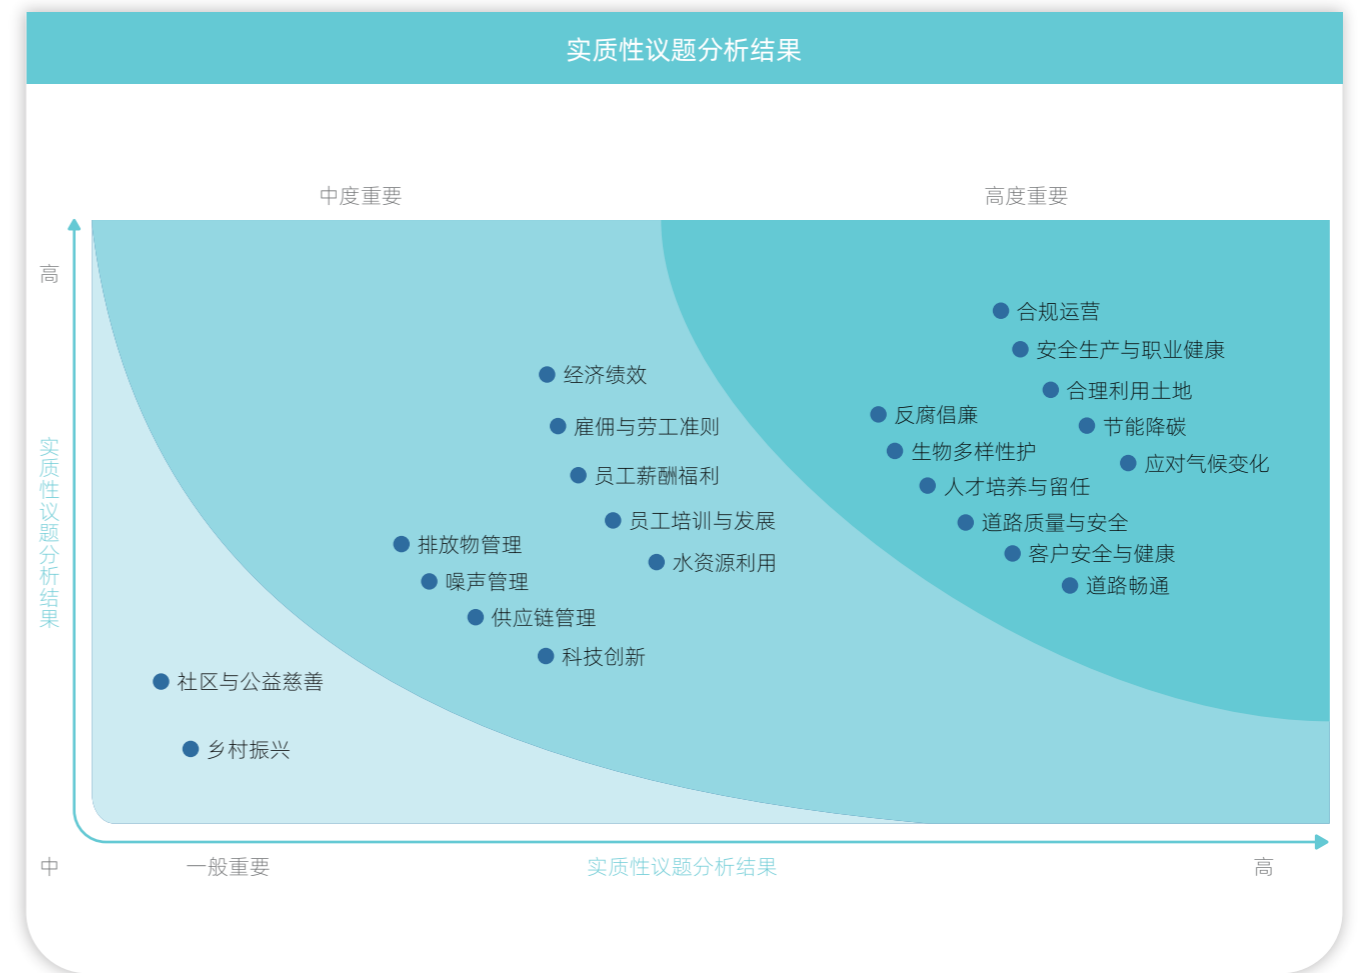 实质性议题分析结果
中度重要
高度重要
高
合规运营
安全生产与职业健康
经济绩效
合理利用土地
反腐倡廉
节能降碳
雇佣与劳工准则
生物多样性护
应对气候变化
员工薪酬福利
人才培养与留任
员工培训与发展
道路质量与安全
排放物管理
客户安全与健康
水资源利用
噪声管理
道路畅通
供应链管理
科技创新
社区与公益慈善
乡村振兴
实质性议题分析结果
中
一般重要
实质性议题分析结果
高